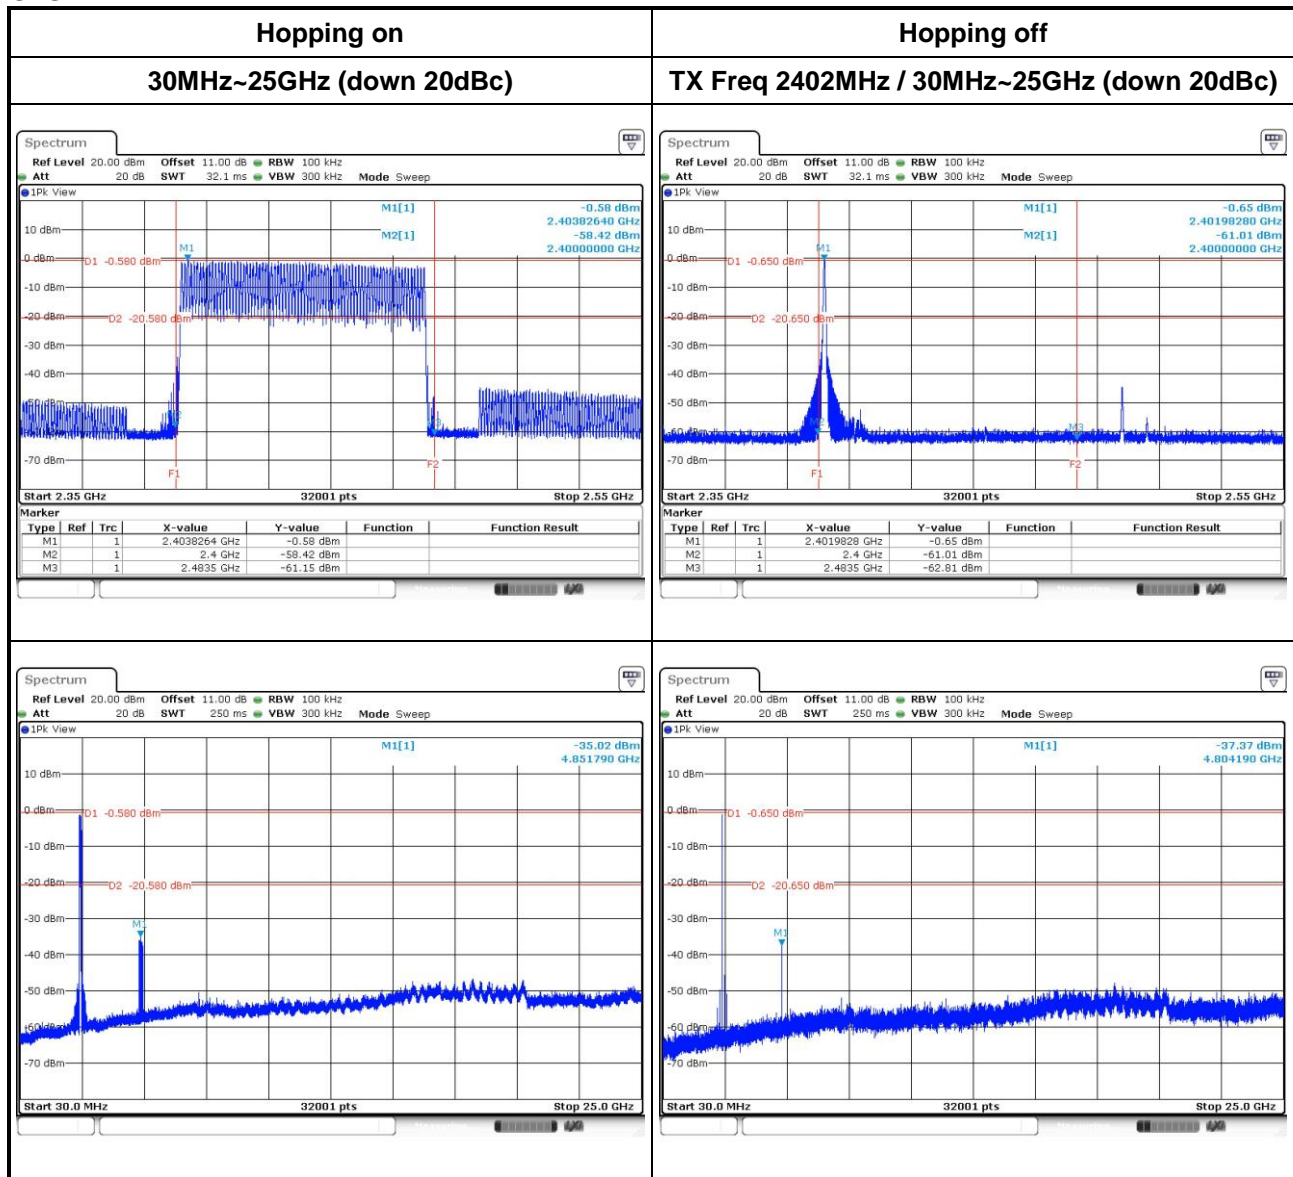 Hopping on
Hopping off
30MHz~25GHz (down 20dBc)
TX Freq 2402MHz / 30MHz~25GHz (down 20dBc)
Spectrum
Ref Level 20.00 dBm Offset 11.00 dB RBW 100 kHz
Att 20 dB SWT 32.1 ms VBW 300 kHz Mode Sweep
1Pk View
M1[1] -0.58 dBm
2.40382640 GHz
M2[1] -58.42 dBm
2.40000000 GHz
10 dBm
M1
0 dBm
D1 -0.580 dBm
-10 dBm
-20 dBm
D2 -20.580 dBm
-30 dBm
-40 dBm
-50 dBm
-60 dBm
-70 dBm
F1
F2
Start 2.35 GHz 32001 pts Stop 2.55 GHz
Marker
Type Ref Trc X-value Y-value Function Function Result
M1 1 2.4038264 GHz -0.58 dBm
M2 1 2.4 GHz -58.42 dBm
M3 1 2.4835 GHz -61.15 dBm
Spectrum
Ref Level 20.00 dBm Offset 11.00 dB RBW 100 kHz
Att 20 dB SWT 32.1 ms VBW 300 kHz Mode Sweep
1Pk View
M1[1] -0.65 dBm
2.40198280 GHz
M2[1] -61.01 dBm
2.40000000 GHz
10 dBm
M1
0 dBm
D1 -0.650 dBm
-10 dBm
-20 dBm
D2 -20.650 dBm
-30 dBm
-40 dBm
-50 dBm
M2
M3
-60 dBm
-70 dBm
F1
F2
Start 2.35 GHz 32001 pts Stop 2.55 GHz
Marker
Type Ref Trc X-value Y-value Function Function Result
M1 1 2.4019828 GHz -0.65 dBm
M2 1 2.4 GHz -61.01 dBm
M3 1 2.4835 GHz -62.81 dBm
Spectrum
Ref Level 20.00 dBm Offset 11.00 dB RBW 100 kHz
Att 20 dB SWT 250 ms VBW 300 kHz Mode Sweep
1Pk View
M1[1] -35.02 dBm
4.851790 GHz
10 dBm
0 dBm
D1 -0.580 dBm
-10 dBm
-20 dBm
D2 -20.580 dBm
-30 dBm
M1
-40 dBm
-50 dBm
-60 dBm
-70 dBm
Start 30.0 MHz 32001 pts Stop 25.0 GHz
Spectrum
Ref Level 20.00 dBm Offset 11.00 dB RBW 100 kHz
Att 20 dB SWT 250 ms VBW 300 kHz Mode Sweep
1Pk View
M1[1] -37.37 dBm
4.804190 GHz
10 dBm
0 dBm
D1 -0.650 dBm
-10 dBm
-20 dBm
D2 -20.650 dBm
-30 dBm
M1
-40 dBm
-50 dBm
-60 dBm
-70 dBm
Start 30.0 MHz 32001 pts Stop 25.0 GHz